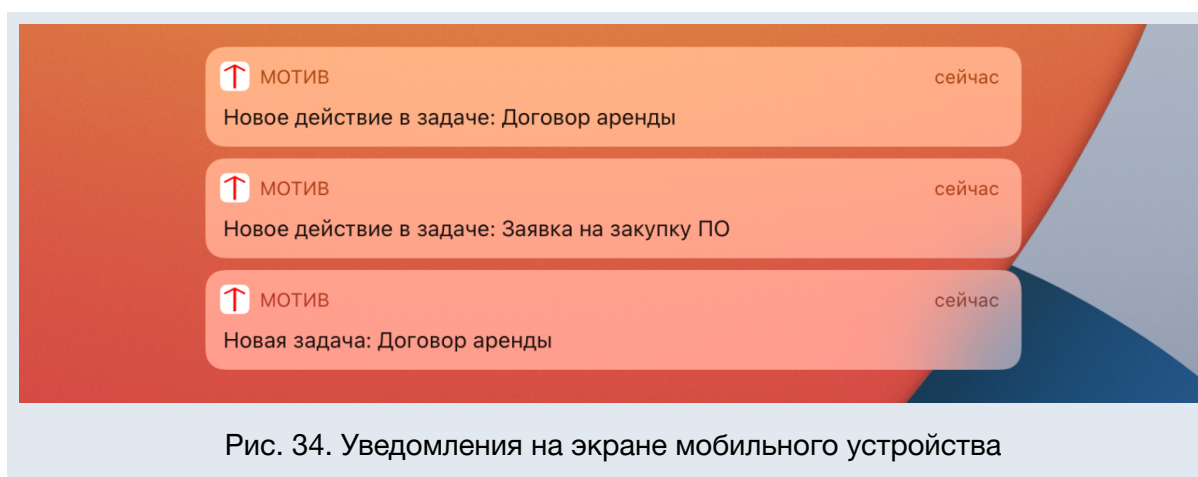 МОТИВ сейчас
Новое действие в задаче: Договор аренды
МОТИВ сейчас
Новое действие в задаче: Заявка на закупку ПО
МОТИВ сейчас
Новая задача: Договор аренды
Рис. 34. Уведомления на экране мобильного устройства